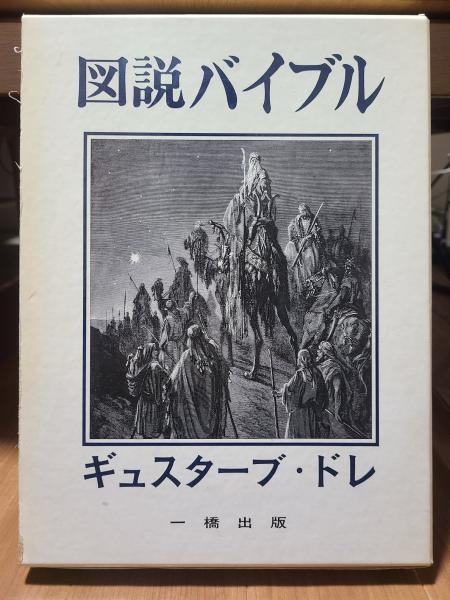 図説バイブル
ギュスターブ・ドレ
一橋出版